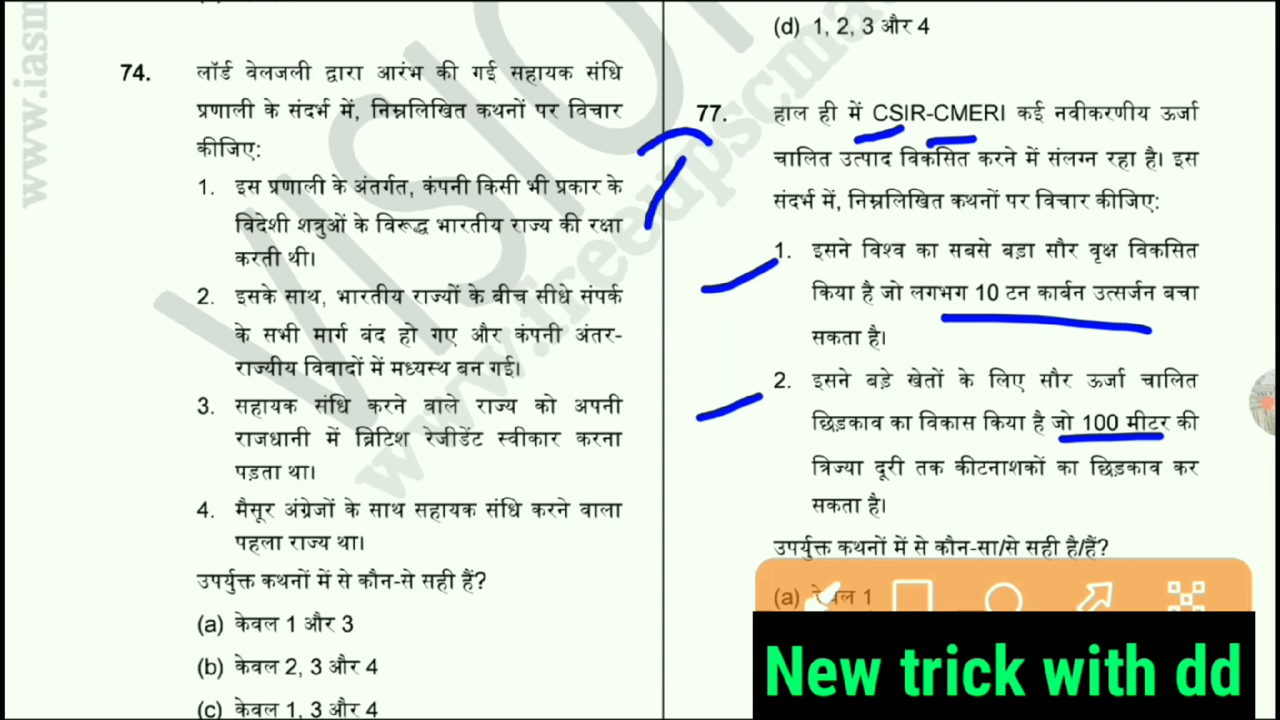 74. लॉर्ड वेलजली द्वारा आरंभ की गई सहायक संधि
प्रणाली के संदर्भ में, निम्नलिखित कथनों पर विचार
कीजिए:
1. इस प्रणाली के अंतर्गत, कंपनी किसी भी प्रकार के
विदेशी शत्रुओं के विरूद्ध भारतीय राज्य की रक्षा
करती थी।
2. इसके साथ, भारतीय राज्यों के बीच सीधे संपर्क
के सभी मार्ग बंद हो गए और कंपनी अंतर-
राज्यीय विवादों में मध्यस्थ बन गई।
3. सहायक संधि करने वाले राज्य को अपनी
राजधानी में ब्रिटिश रेजीडेंट स्वीकार करना
पड़ता था।
4. मैसूर अंग्रेजों के साथ सहायक संधि करने वाला
पहला राज्य था।
उपर्युक्त कथनों में से कौन-से सही हैं?
(a) केवल 1 और 3
(b) केवल 2, 3 और 4
(c) केवल 1, 3 और 4
(d) 1, 2, 3 और 4
77. हाल ही में CSIR-CMERI कई नवीकरणीय ऊर्जा
चालित उत्पाद विकसित करने में संलग्न रहा है। इस
संदर्भ में, निम्नलिखित कथनों पर विचार कीजिए:
1. इसने विश्व का सबसे बड़ा सौर वृक्ष विकसित
किया है जो लगभग 10 टन कार्बन उत्सर्जन बचा
सकता है।
2. इसने बड़े खेतों के लिए सौर ऊर्जा चालित
छिड़काव का विकास किया है जो 100 मीटर की
त्रिज्या दूरी तक कीटनाशकों का छिड़काव कर
सकता है।
उपर्युक्त कथनों में से कौन-सा/से सही है/हैं?
(a) 1
New trick with dd
www.iasm
VISIO
www.freeupscma